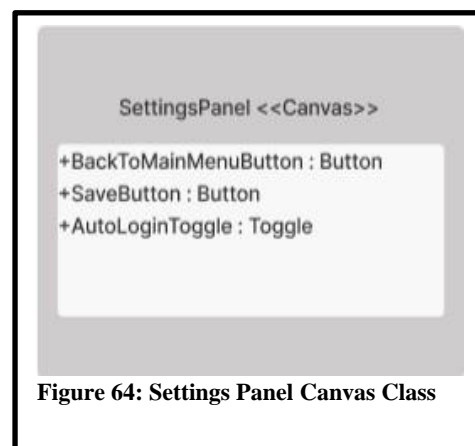 SettingsPanel <<Canvas>>
+BackToMainMenuButton : Button
+SaveButton : Button
+AutoLoginToggle : Toggle
Figure 64: Settings Panel Canvas Class